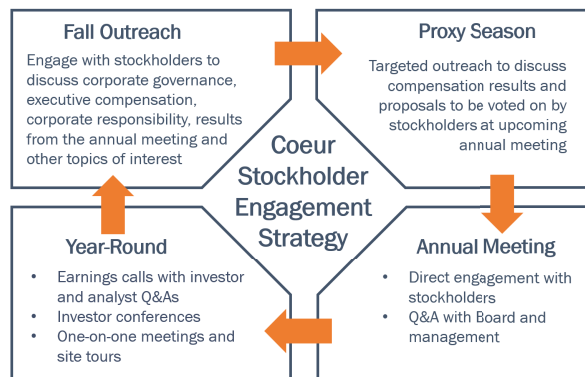 Fall Outreach
Engage with stockholders to
discuss corporate governance,
executive compensation,
corporate responsibility, results
from the annual meeting and
other topics of interest
Proxy Season
Targeted outreach to discuss
compensation results and
proposals to be voted on by
stockholders at upcoming
annual meeting
Coeur
Stockholder
Engagement
Strategy
Year-Round
• Earnings calls with investor
and analyst Q&As
• Investor conferences
• One-on-one meetings and
site tours
Annual Meeting
• Direct engagement with
stockholders
• Q&A with Board and
management